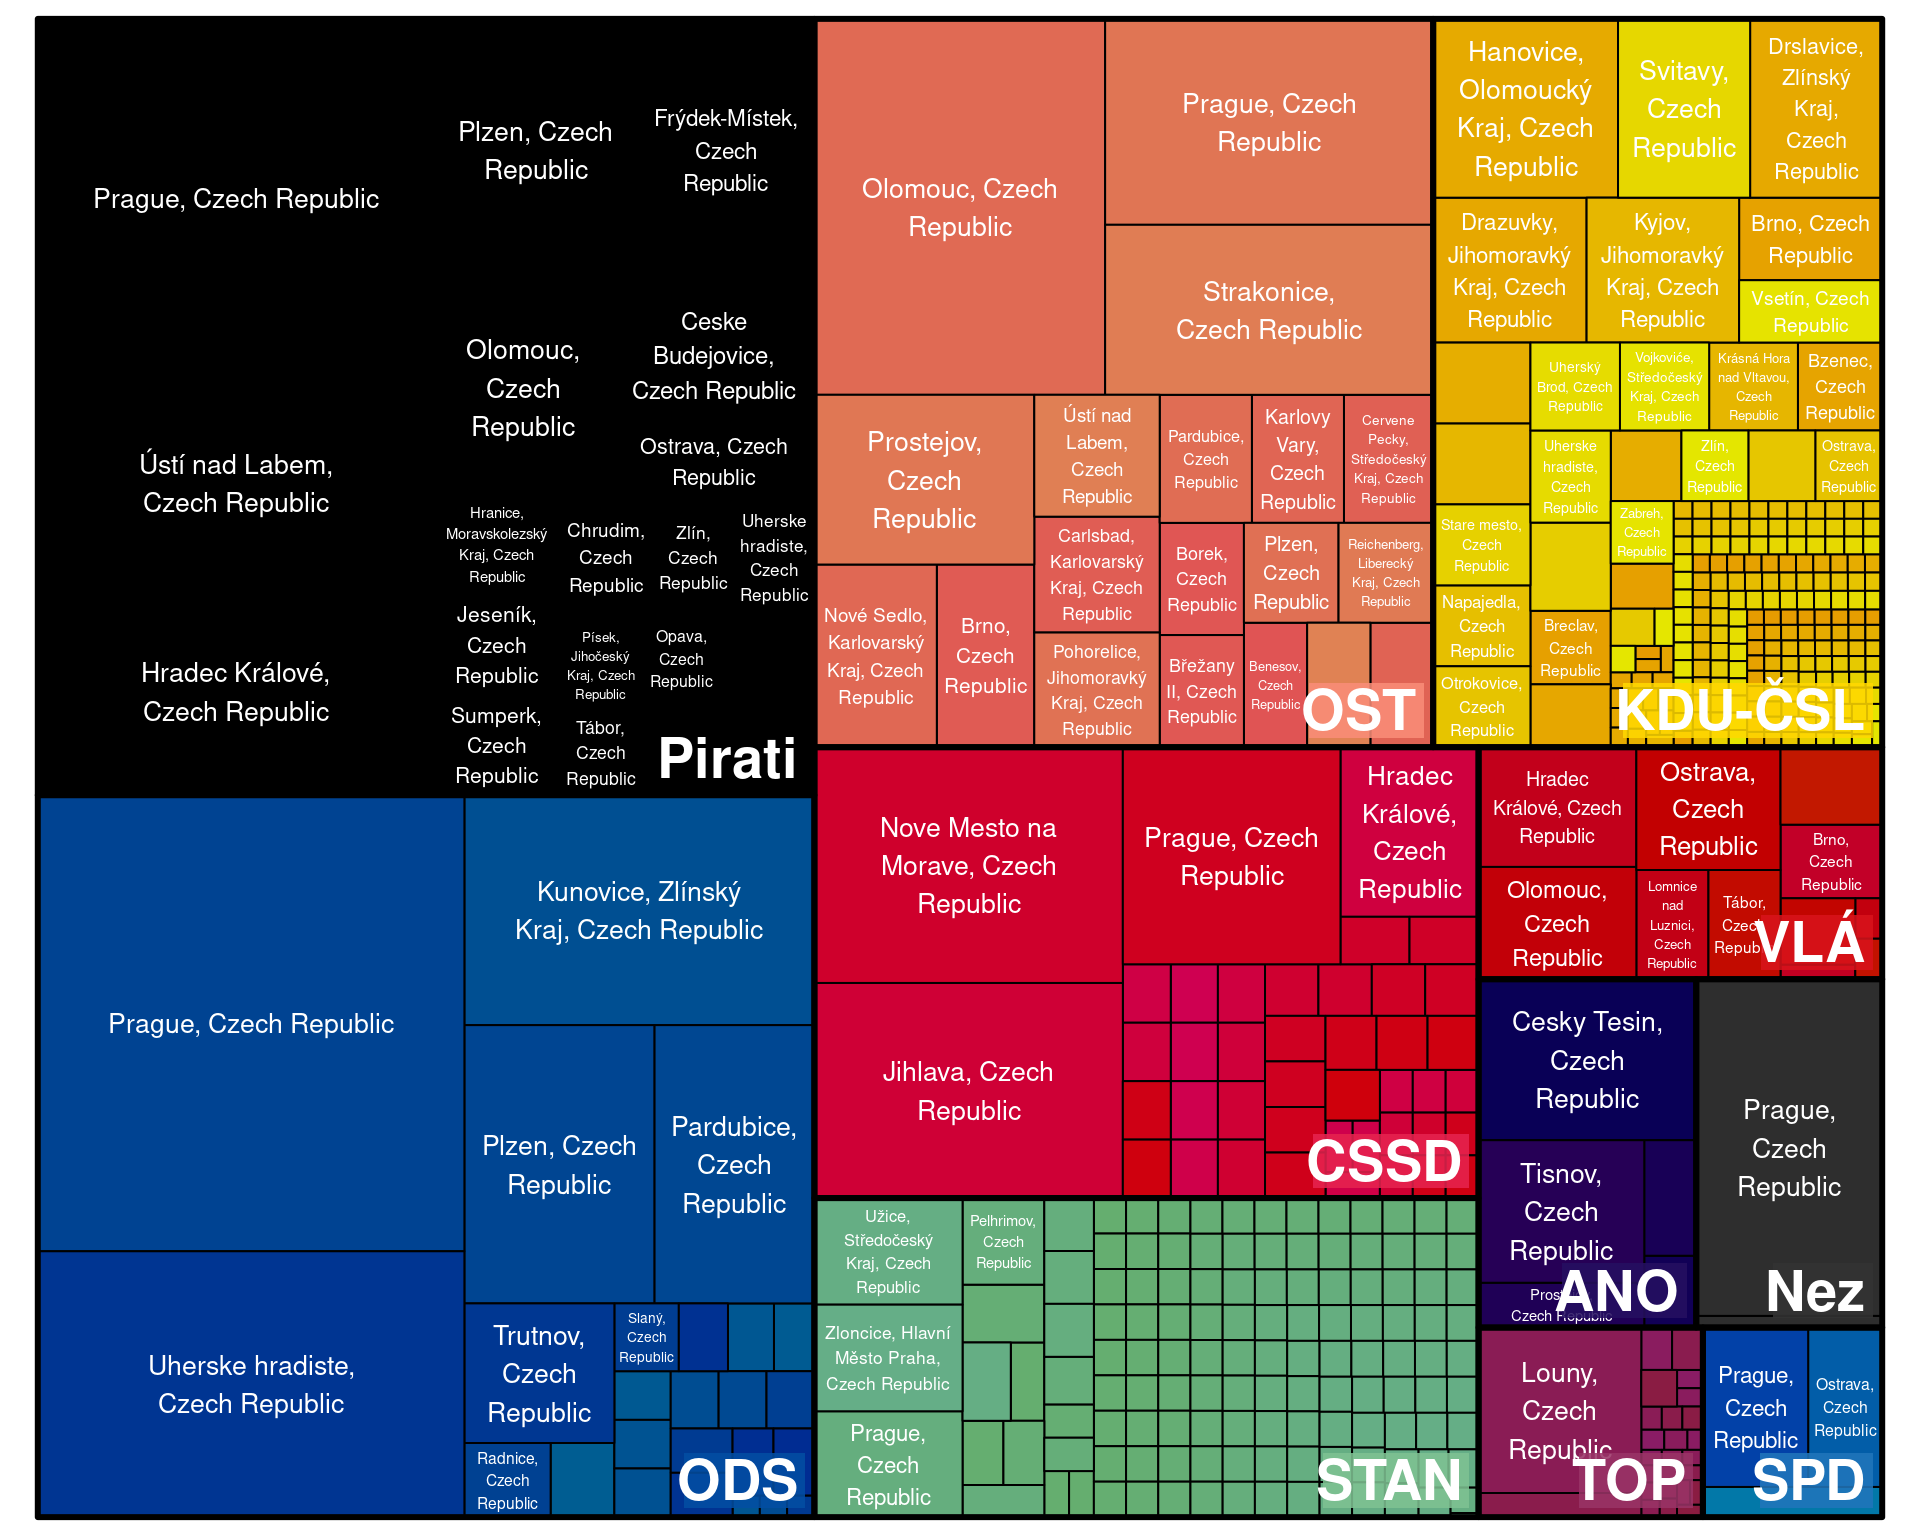 Prague, Czech Republic
Plzen, Czech
Republic
Frýdek-Místek,
Czech
Republic
Ústí nad Labem,
Czech Republic
Olomouc,
Czech
Republic
Ceske
Budejovice,
Czech Republic
Ostrava, Czech
Republic
Hradec Králové,
Czech Republic
Hranice,
Moravskolezský
Kraj, Czech
Republic
Chrudim,
Czech
Republic
Zlín,
Czech
Republic
Uherske
hradiste,
Czech
Republic
Jeseník,
Czech
Republic
Písek,
Jihočeský
Kraj, Czech
Republic
Opava,
Czech
Republic
Sumperk,
Czech
Republic
Tábor,
Czech
Republic
Pirati
Prague, Czech Republic
Kunovice, Zlínský
Kraj, Czech Republic
Plzen, Czech
Republic
Pardubice,
Czech
Republic
Uherske hradiste,
Czech Republic
Trutnov,
Czech
Republic
Slaný,
Czech
Republic
Radnice,
Czech
Republic
ODS
Olomouc, Czech
Republic
Prague, Czech
Republic
Strakonice,
Czech Republic
Prostejov,
Czech
Republic
Ústí nad
Labem,
Czech
Republic
Pardubice,
Czech
Republic
Karlovy
Vary,
Czech
Republic
Cervene
Pecky,
Středočeský
Kraj, Czech
Republic
Nové Sedlo,
Karlovarský
Kraj, Czech
Republic
Brno,
Czech
Republic
Carlsbad,
Karlovarský
Kraj, Czech
Republic
Pohorelice,
Jihomoravký
Kraj, Czech
Republic
Borek,
Czech
Republic
Plzen,
Czech
Republic
Reichenberg,
Liberecký
Kraj, Czech
Republic
Břežany
II, Czech
Republic
Benesov,
Czech
Republic
OST
Hanovice,
Olomoucký
Kraj, Czech
Republic
Svitavy,
Czech
Republic
Drslavice,
Zlínský
Kraj,
Czech
Republic
Drazuvky,
Jihomoravký
Kraj, Czech
Republic
Kyjov,
Jihomoravký
Kraj, Czech
Republic
Brno, Czech
Republic
Vsetín, Czech
Republic
Uherský
Brod, Czech
Republic
Vojkoviće,
Středočeský
Kraj, Czech
Republic
Krásná Hora
nad Vltavou,
Czech
Republic
Bzenec,
Czech
Republic
Uherske
hradiste,
Czech
Republic
Zlín,
Czech
Republic
Ostrava,
Czech
Republic
Stare mesto,
Czech
Republic
Zabreh,
Czech
Republic
Napajedla,
Czech
Republic
Breclav,
Czech
Republic
Otrokovice,
Czech
Republic
KDU-ČSL
Nove Mesto na
Morave, Czech
Republic
Prague, Czech
Republic
Hradec
Králové,
Czech
Republic
Jihlava, Czech
Republic
CSSD
Hradec
Králové, Czech
Republic
Ostrava,
Czech
Republic
Brno,
Czech
Republic
Olomouc,
Czech
Republic
Lomnice
nad
Luznici,
Czech
Republic
Tábor,
Czech
Repub
VLÁ
Užice,
Středočeský
Kraj, Czech
Republic
Pelhrimov,
Czech
Republic
Zloncice, Hlavní
Město Praha,
Czech Republic
Prague,
Czech
Republic
STAN
Cesky Tesin,
Czech
Republic
Tisnov,
Czech
Republic
Czech Republic
ANO
Prague,
Czech
Republic
Nez
Louny,
Czech
Republic
TOP
Prague,
Czech
Republic
Ostrava,
Czech
Republic
SPD